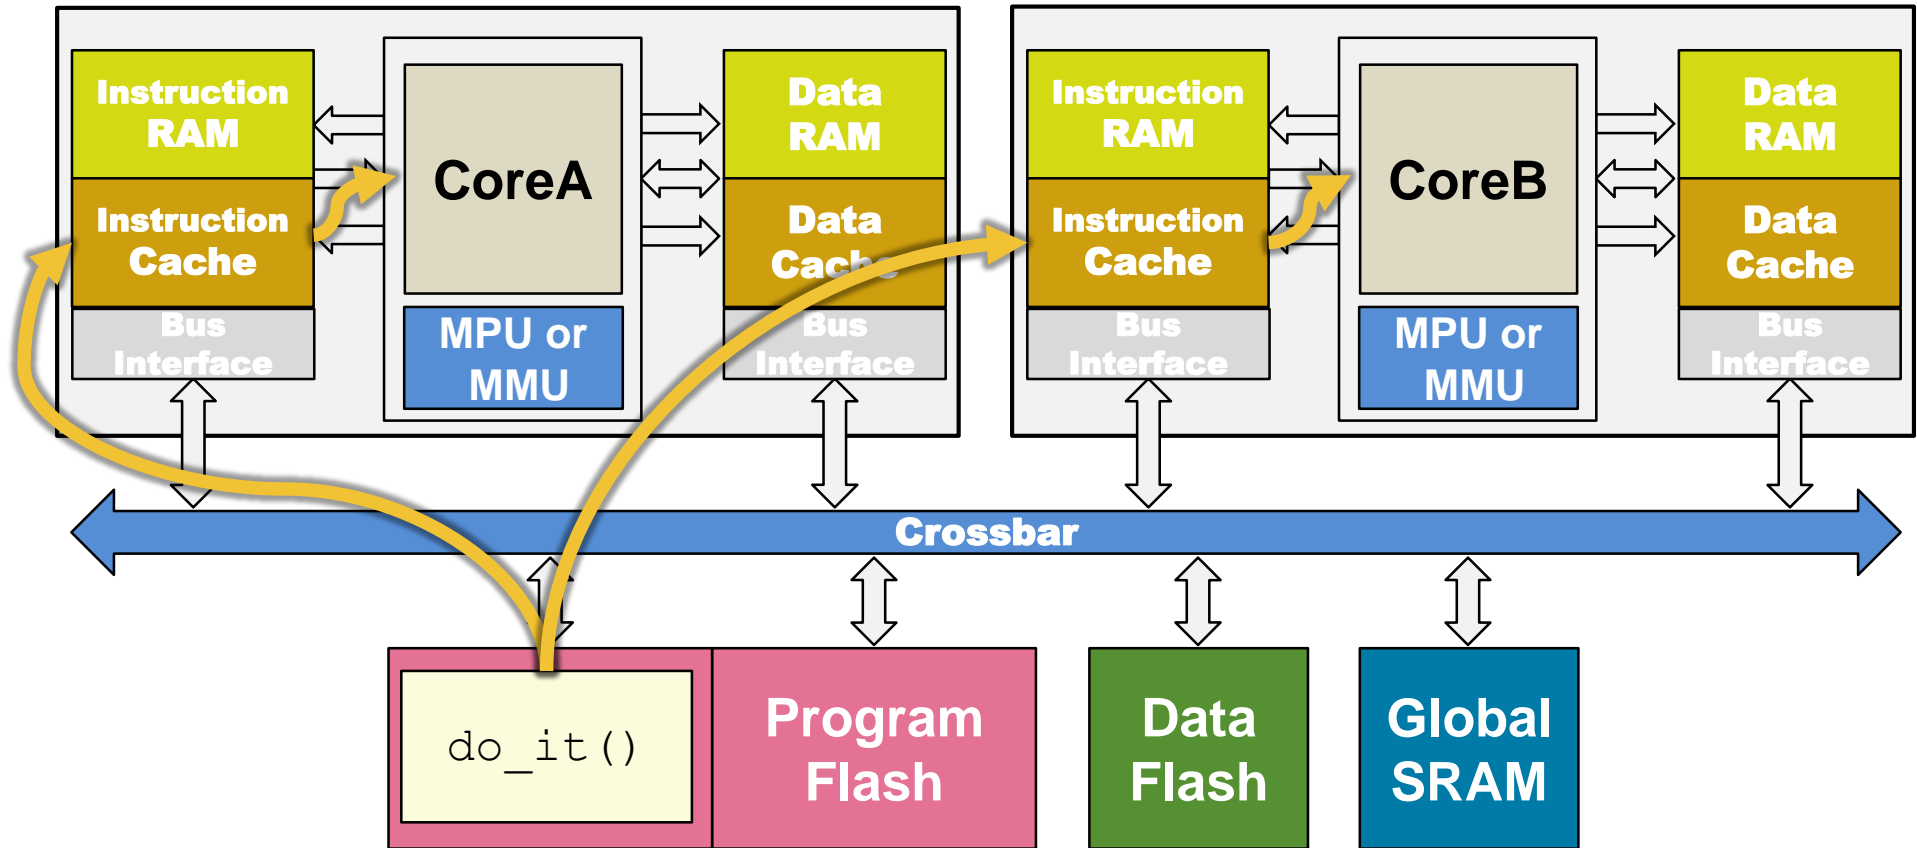 Instruction
RAM
Instruction
Cache
Bus
Interface
CoreA
MPU or
MMU
Data
RAM
Data
Cache
Bus
Interface
Instruction
RAM
Instruction
Cache
Bus
Interface
CoreB
MPU or
MMU
Data
RAM
Data
Cache
Bus
Interface
Crossbar
do_it()
Program
Flash
Data
Flash
Global
SRAM